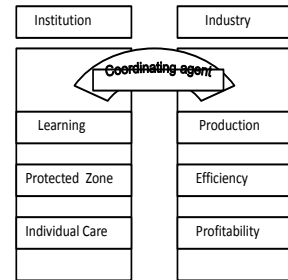 Institution Industry
Coordinating agent
Learning Production
Protected Zone Efficiency
Individual Care Profitability